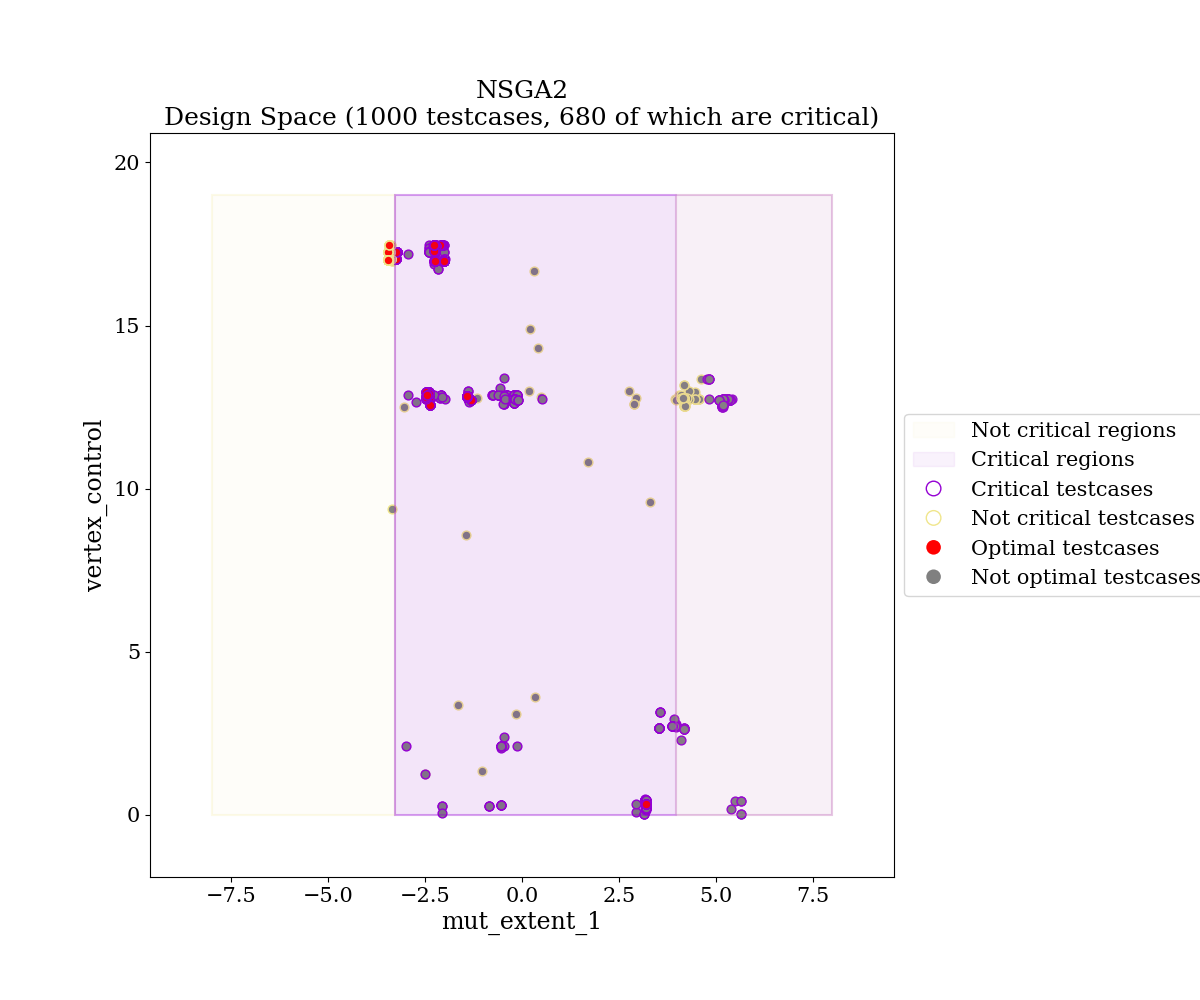 NSGA2
Design Space (1000 testcases, 680 of which are critical)
20
15
10
5
0
vertex_control
−7.5
−5.0
−2.5
0.0
2.5
5.0
7.5
mut_extent_1
Not critical regions
Critical regions
Critical testcases
Not critical testcases
Optimal testcases
Not optimal testcases